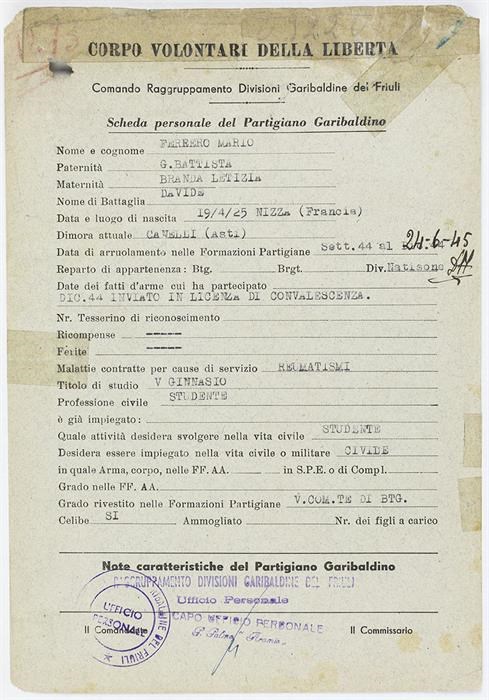 CORPO VOLONTARI DELLA LIBERTA
Comando Raggruppamento Divisioni Garibaldine del Friuli
Scheda personale del Partigiano Garibaldino
Nome e cognome FERRERO MARIO
Paternità G.BATTISTA
Maternità BRANDA LETIZIA
Nome di Battaglia DAVIDE
Data e luogo di nascita 19/4/25 NIZZA (Francia)
Dimora attuale CANELLI (Asti)
Data di arruolamento nelle Formazioni Partigiane Sett.44 al 24-6-45
Reparto di appartenenza: Btg. Brgt. Div. Natisone
Date dei fatti d'arme cui ha partecipato
DIC.44 INVIATO IN LICENZA DI CONVALESCENZA.
Nr. Tesserino di riconoscimento
Ricompense -----
Ferite -----
Malattie contratte per cause di servizio REUMATISMI
Titolo di studio V GINNASIO
Professione civile STUDENTE
è già impiegato:
Quale attività desidera svolgere nella vita civile STUDENTE
Desidera essere impiegato nella vita civile o militare CIVIDE
in quale Arma, corpo, nelle FF. AA. in S.P.E. o di Compl.
Grado nelle FF. AA.
Grado rivestito nelle Formazioni Partigiane V.COM.TE DI BTG.
Celibe SI Ammogliato Nr. dei figli a carico
Note caratteristiche del Partigiano Garibaldino
RAGGRUPPAMENTO DIVISIONI GARIBALDINE DEL FRIULI
Ufficio Personale
UFFICIO PERSONALE
CAPO UFFICIO PERSONALE
Il Comandante Il Commissario
DEL FRIULI